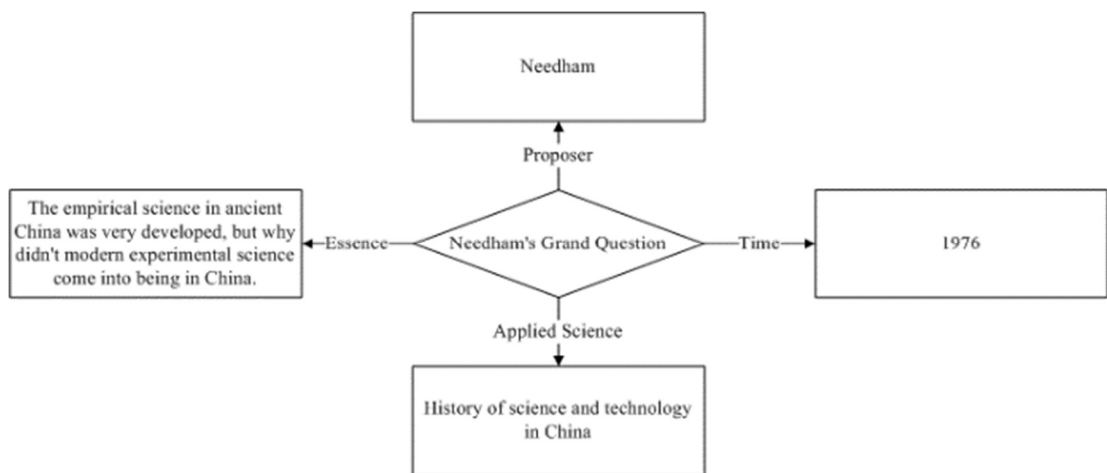 Needham
Proposer
The empirical science in ancient
China was very developed, but why
didn't modern experimental science
come into being in China.
Essence
Needham's Grand Question
Time
1976
Applied Science
History of science and technology
in China